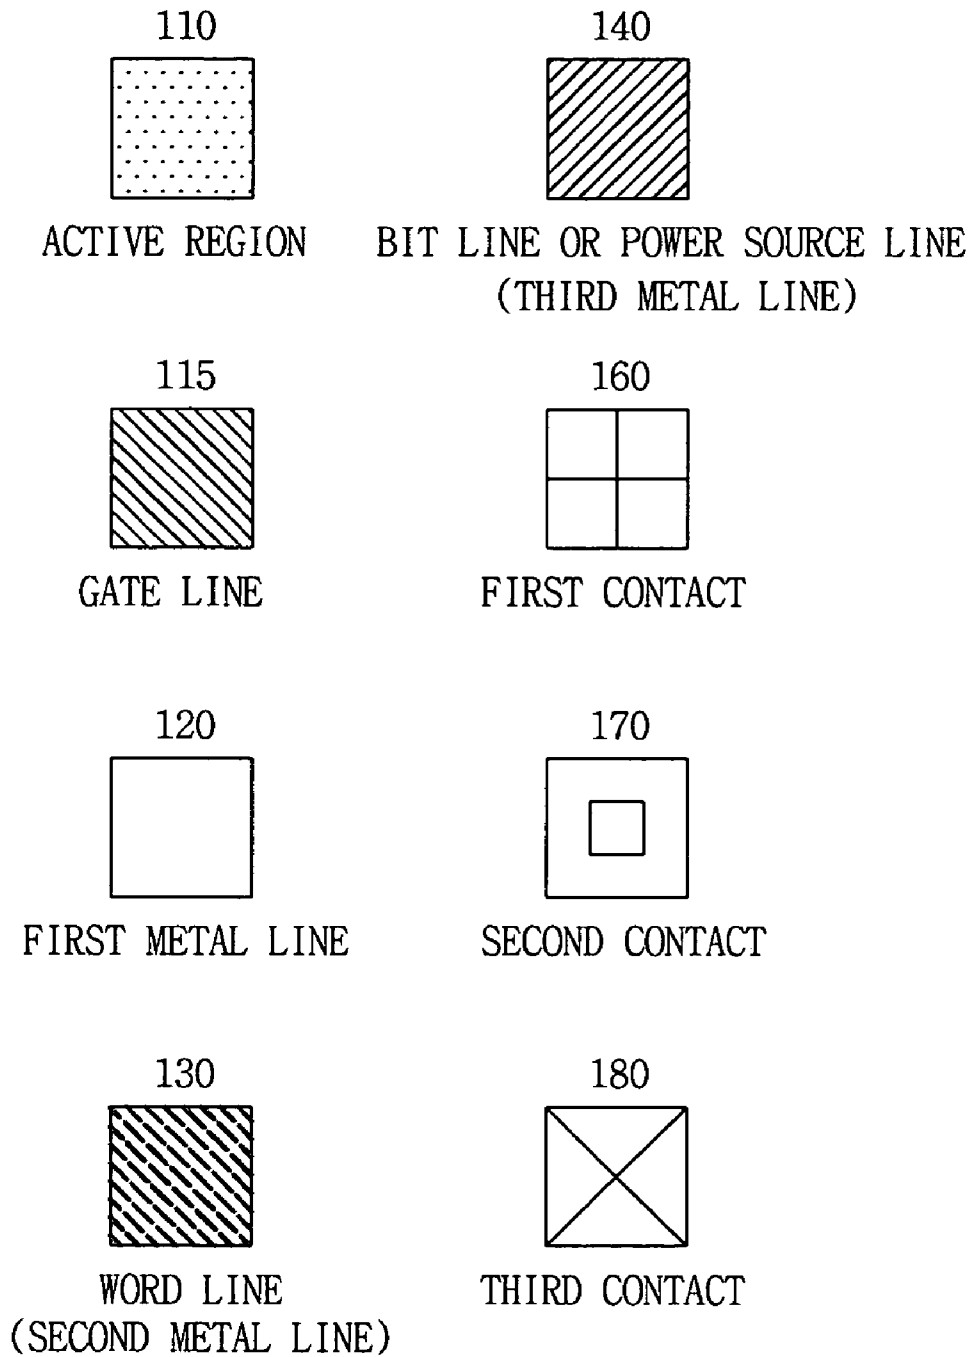 110
ACTIVE REGION
140
BIT LINE OR POWER SOURCE LINE
(THIRD METAL LINE)
115
GATE LINE
160
FIRST CONTACT
120
FIRST METAL LINE
170
SECOND CONTACT
130
WORD LINE
(SECOND METAL LINE)
180
THIRD CONTACT